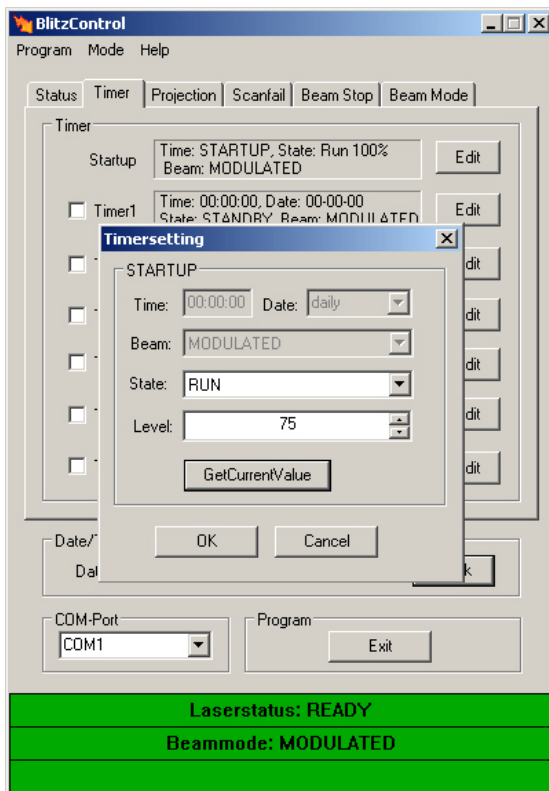 BlitzControl
Program Mode Help
Status Timer Projection Scanfail Beam Stop Beam Mode
Timer
Startup
Time: STARTUP, State: Run 100%
Beam: MODULATED
Edit
Timer1
Time: 00:00:00, Date: 00-00-00
State: STANDBY, Beam: MODULATED
Edit
Timersetting
STARTUP
Time: 00:00:00 Date: daily
Beam: MODULATED
State: RUN
Level: 75
GetCurrentValue
OK Cancel
COM-Port
COM1
Program
Exit
Laserstatus: READY
Beammode: MODULATED